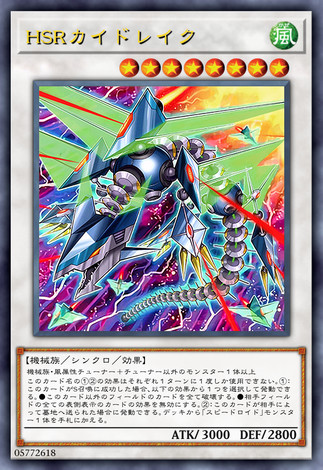 HSRカイドレイク
風
【機械族／シンクロ／効果】
機械族・風属性チューナー＋チューナー以外のモンスター１体以上
このカード名の①②の効果はそれぞれ１ターンに１度しか使用できない。①：
このカードがS召喚に成功した場合、以下の効果から１つを選択して発動でき
る。●このカード以外のフィールドのカードを全て破壊する。●相手フィール
ドの全ての表側表示のカードの効果を無効にする。②：このカードが相手によ
って墓地へ送られた場合に発動できる。デッキから「スピードロイド」モンスタ
ー１体を手札に加える。
ATK/ 3000 DEF/2800
05772618